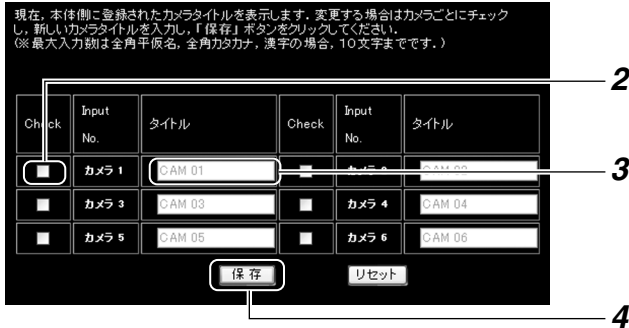 現在，本体側に登録されたカメラタイトルを表示します．変更する場合はカメラごとにチェック
し，新しいカメラタイトルを入力し，「保存」ボタンをクリックしてください．
（※最大入力数は全角平仮名，全角カタカナ，漢字の場合，10文字までです．）
2
Check Input No. タイトル Check Input No. タイトル
カメラ 1 CAM 01 カメラ 2 CAM 02
3
カメラ 3 CAM 03 カメラ 4 CAM 04
カメラ 5 CAM 05 カメラ 6 CAM 06
保存 リセット
4